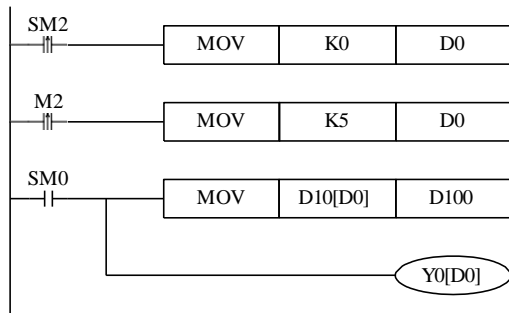 SM2
MOV K0 D0
M2
MOV K5 D0
SM0
MOV D10[D0] D100
Y0[D0]